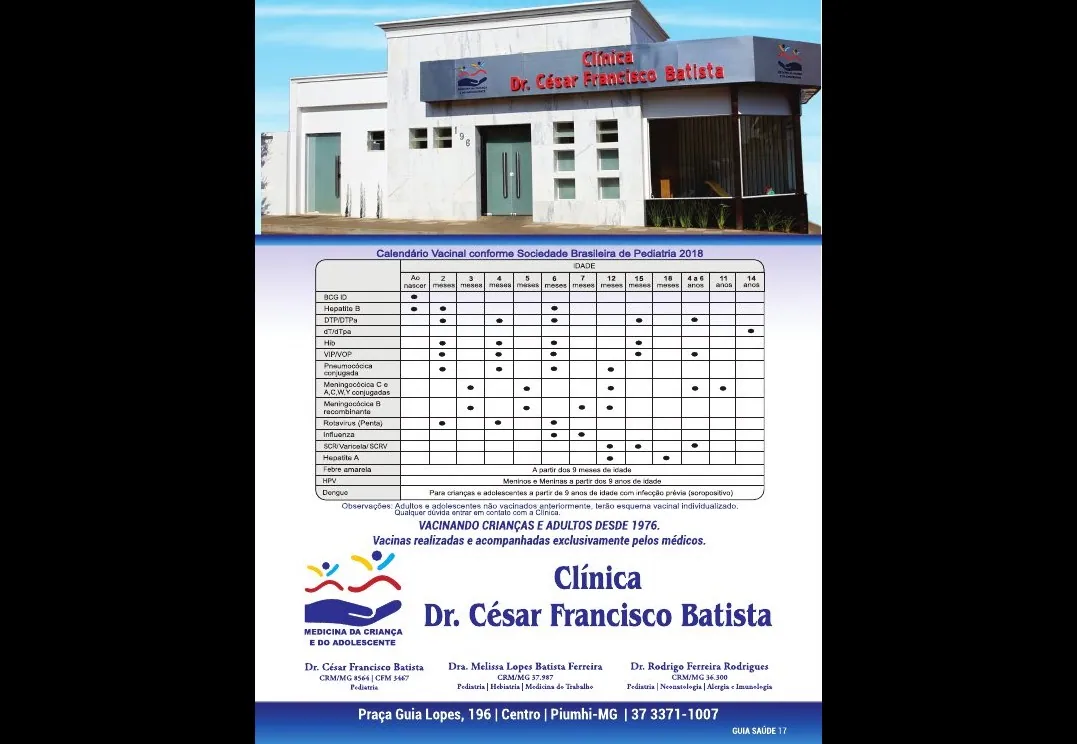 Clínica
Dr. César Francisco Batista
MEDICINA DA CRIANÇA
E DO ADOLESCENTE
196
Calendário Vacinal conforme Sociedade Brasileira de Pediatria 2018
IDADE
Ao nascer 2 meses 3 meses 4 meses 5 meses 6 meses 7 meses 12 meses 15 meses 18 meses 4 a 6 anos 11 anos 14 anos
BCG ID
Hepatite B
DTP/DTPa
dT/dTpa
Hib
VIP/VOP
Pneumocócica
conjugada
Meningocócica C e
A,C,W,Y conjugadas
Meningocócica B
recombinante
Rotavirus (Penta)
Influenza
SCR/Varicela/SCRV
Hepatite A
Febre amarela A partir dos 9 meses de idade
HPV Meninos e Meninas a partir dos 9 anos de idade
Dengue Para crianças e adolescentes a partir de 9 anos de idade com infecção prévia (soropositivo)
Observações: Adultos e adolescentes não vacinados anteriormente, terão esquema vacinal individualizado.
Qualquer dúvida entrar em contato com a Clínica.
VACINANDO CRIANÇAS E ADULTOS DESDE 1976.
Vacinas realizadas e acompanhadas exclusivamente pelos médicos.
MEDICINA DA CRIANÇA
E DO ADOLESCENTE
Clínica
Dr. César Francisco Batista
Dr. César Francisco Batista
CRM/MG 8564 | CFM 3467
Pediatria
Dra. Melissa Lopes Batista Ferreira
CRM/MG 37.987
Pediatria | Hebiatria | Medicina do Trabalho
Dr. Rodrigo Ferreira Rodrigues
CRM/MG 36.300
Pediatria | Neonatologia | Alergia e Imunologia
Praça Guia Lopes, 196 | Centro | Piumhi-MG | 37 3371-1007
GUIA SAÚDE 17